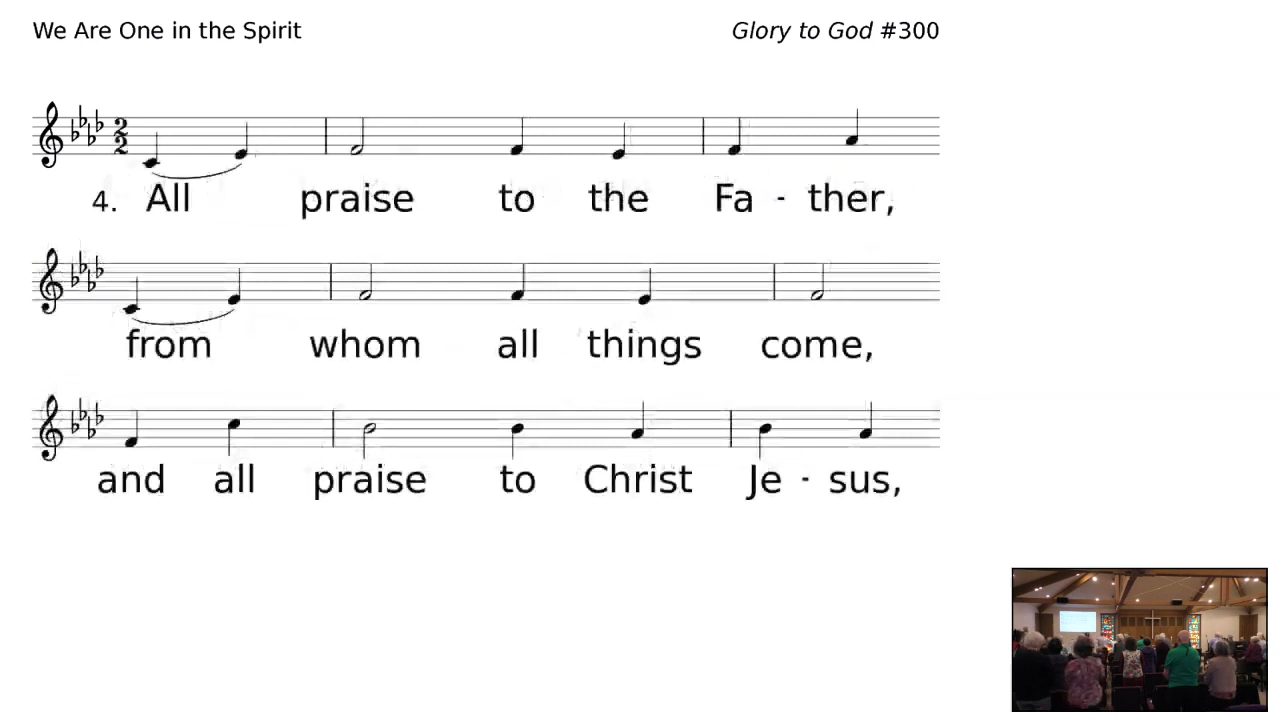 We Are One in the Spirit
Glory to God #300
4. All praise to the Fa - ther,
from whom all things come,
and all praise to Christ Je - sus,